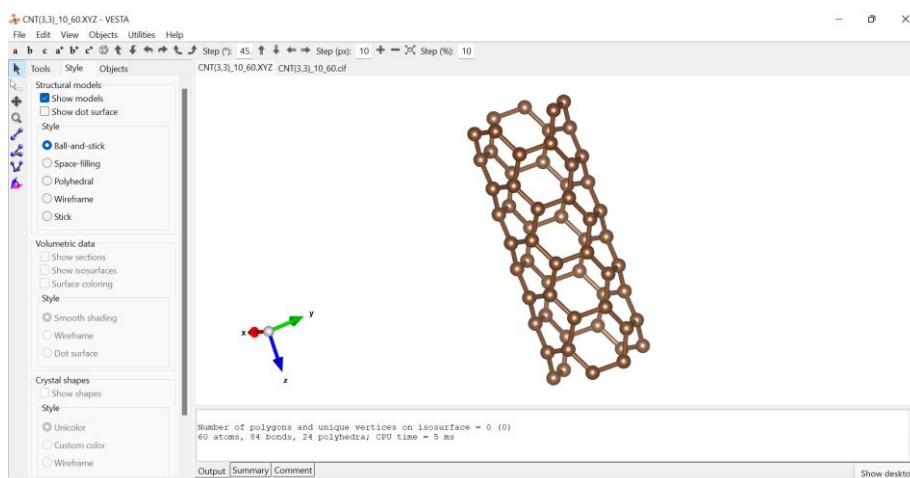 CNT(3,3)_10_60.XYZ - VESTA
File Edit View Objects Utilities Help
a b c a* b* c* Step (°): 45. Step (px): 10 Step (%): 10
Tools Style Objects
CNT(3,3)_10_60.XYZ CNT(3,3)_10_60.cif
Structural models
Show models
Show dot surface
Style
Ball-and-stick
Space-filling
Polyhedral
Wireframe
Stick
Volumetric data
Show sections
Show isosurfaces
Surface coloring
Style
Smooth shading
Wireframe
Dot surface
x y z
Crystal shapes
Show shapes
Style
Unicolor
Custom color
Wireframe
Number of polygons and unique vertices on isosurface = 0 (0)
60 atoms, 84 bonds, 24 polyhedra; CPU time = 5 ms
Output Summary Comment
Show deskto